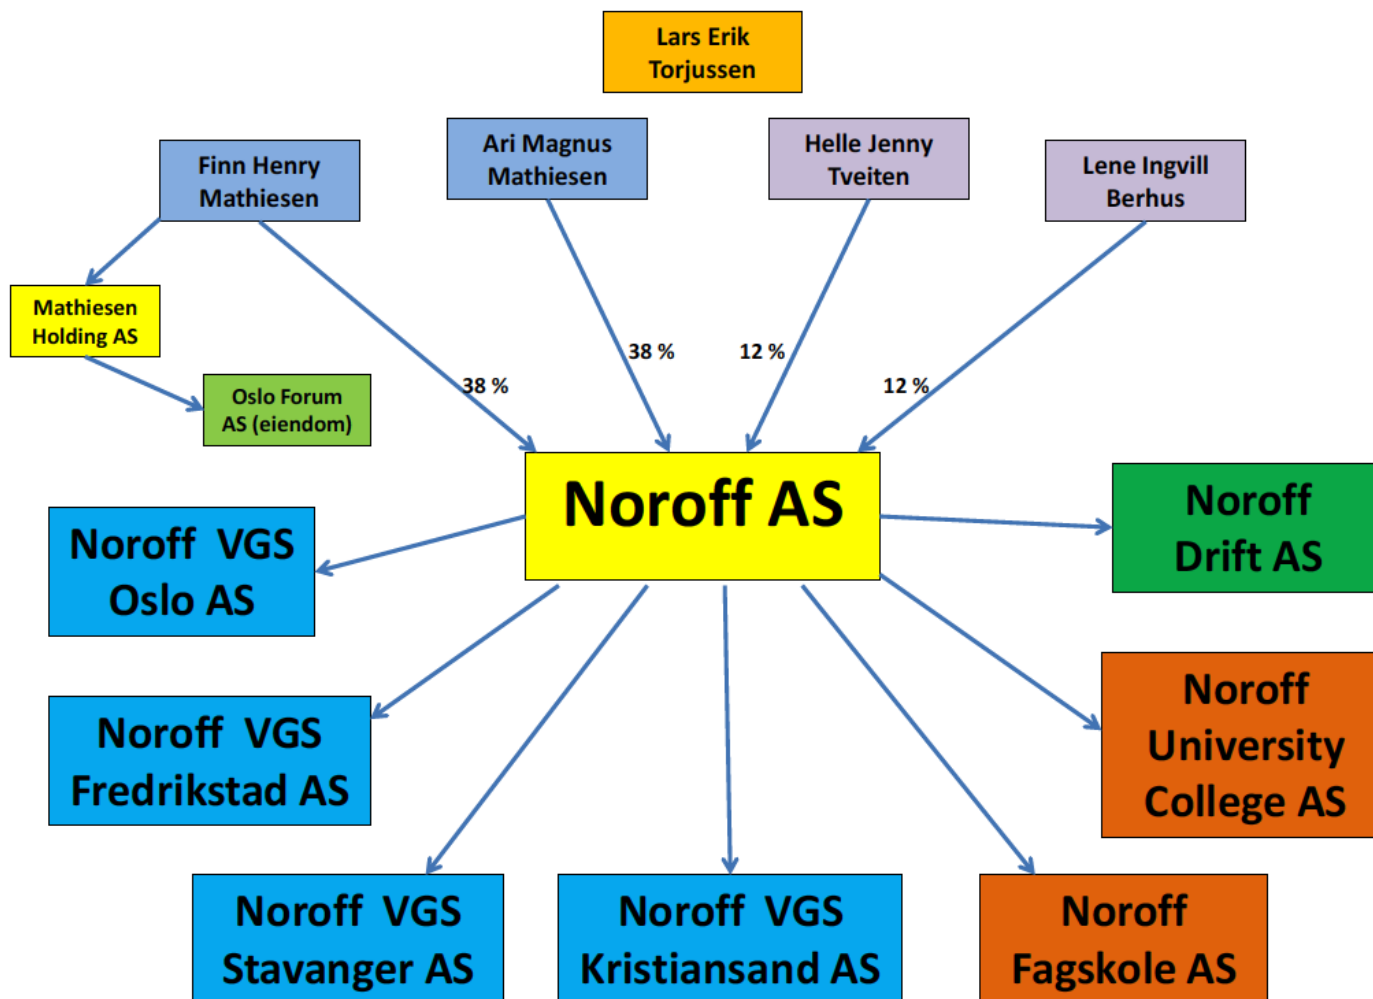 Lars Erik
Torjussen
Finn Henry
Mathiesen
Ari Magnus
Mathiesen
Helle Jenny
Tveiten
Lene Ingvill
Berhus
Mathiesen
Holding AS
Oslo Forum
AS (eiendom)
38 %
38 %
12 %
12 %
Noroff AS
Noroff VGS
Oslo AS
Noroff
Drift AS
Noroff VGS
Fredrikstad AS
Noroff
University
College AS
Noroff VGS
Stavanger AS
Noroff VGS
Kristiansand AS
Noroff
Fagskole AS